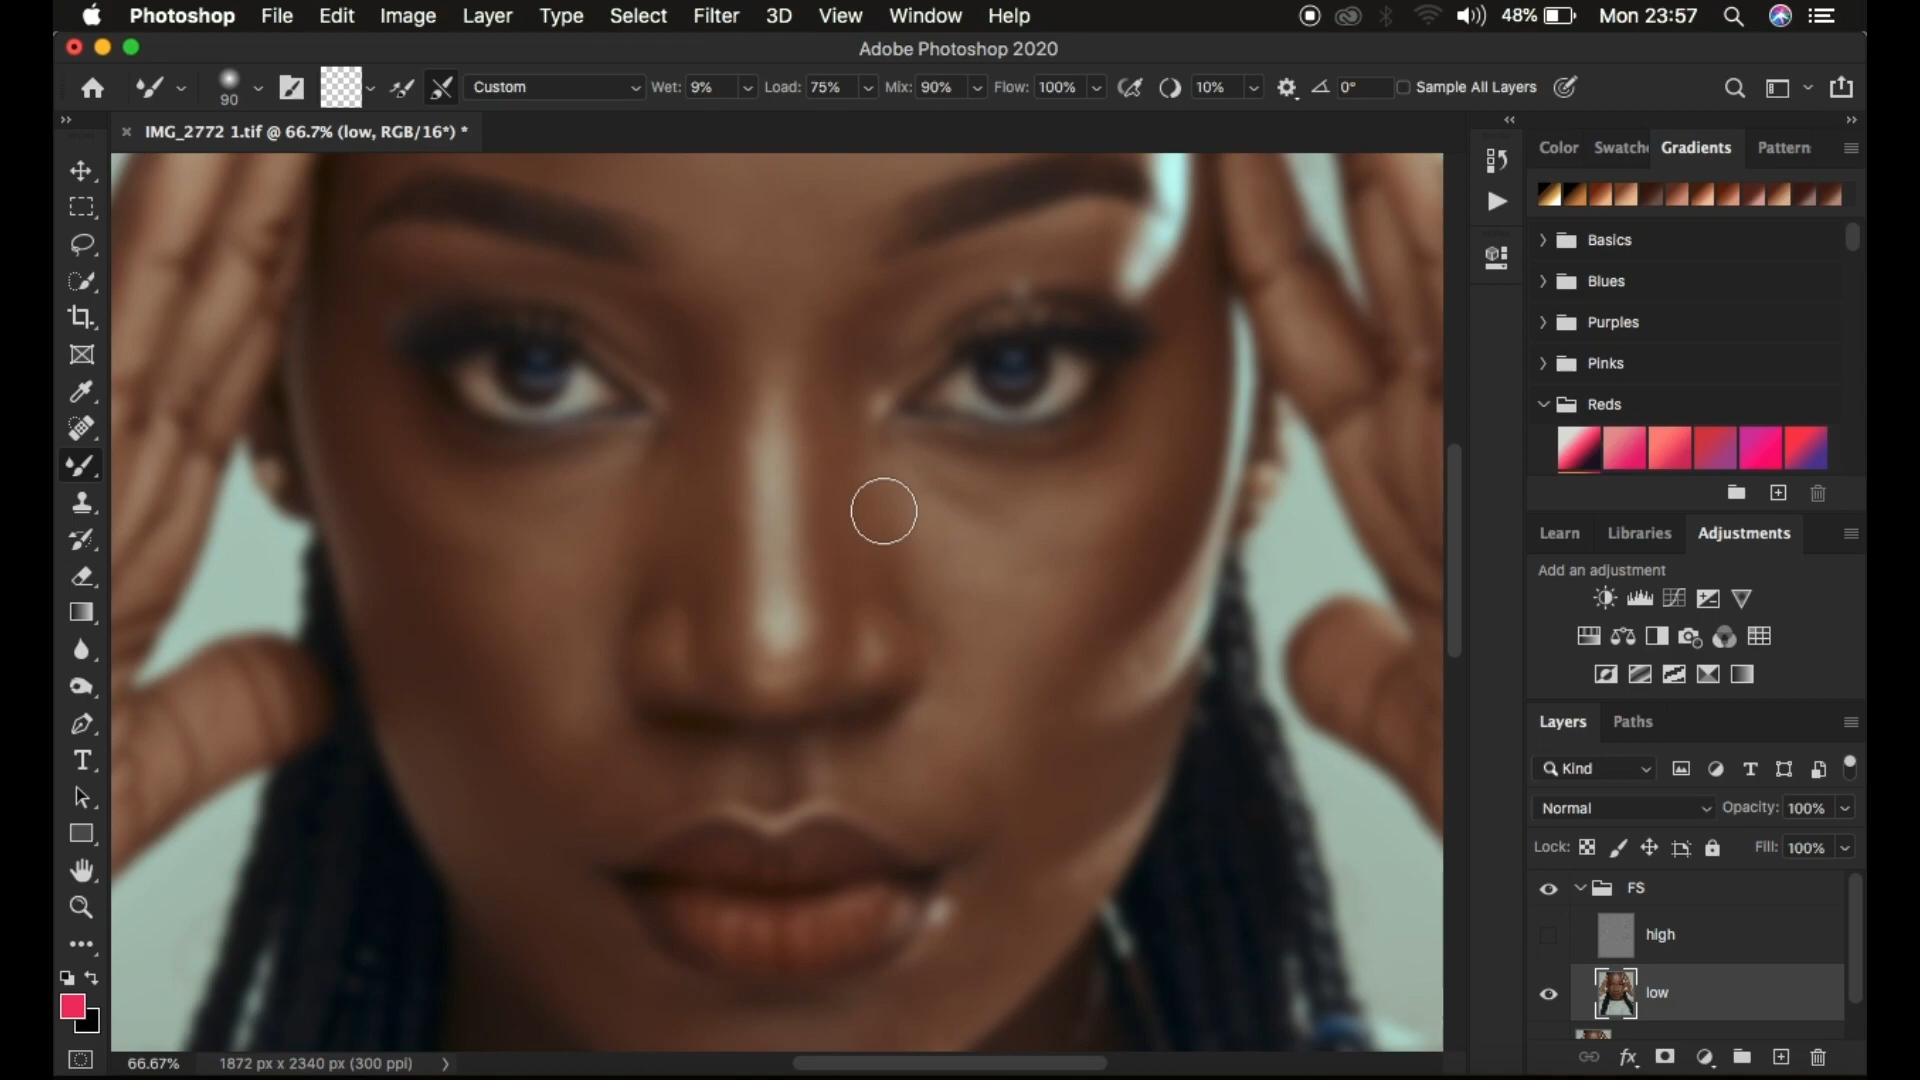 Photoshop File Edit Image Layer Type Select Filter 3D View Window Help 48% Mon 23:57
Adobe Photoshop 2020
90 Custom Wet: 9% Load: 75% Mix: 90% Flow: 100% 10% 0° Sample All Layers
IMG_2772 1.tif @ 66.7% (low, RGB/16*) *
Color Swatche Gradients Pattern
Basics
Blues
Purples
Pinks
Reds
Learn Libraries Adjustments
Add an adjustment
Layers Paths
Kind
Normal Opacity: 100%
Lock: Fill: 100%
FS
high
low
fx
66.67% 1872 px x 2340 px (300 ppi)